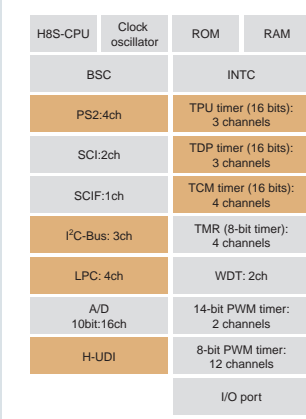 H8S-CPU
Clock
oscillator
ROM
RAM
BSC
INTC
PS2:4ch
TPU timer (16 bits):
3 channels
SCI:2ch
TDP timer (16 bits):
3 channels
SCIF:1ch
TCM timer (16 bits):
4 channels
I²C-Bus: 3ch
TMR (8-bit timer):
4 channels
LPC: 4ch
WDT: 2ch
A/D
10bit:16ch
14-bit PWM timer:
2 channels
H-UDI
8-bit PWM timer:
12 channels
I/O port